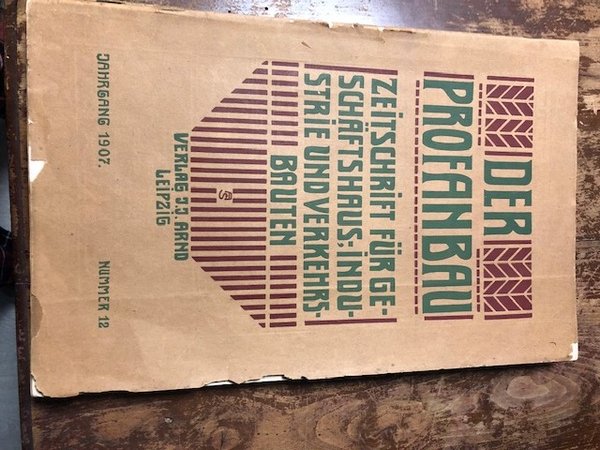 DER
PROFANBAU
ZEITSCHRIFT FÜR GE-
SCHÄFTSHAUS-, INDU-
STRIE UND VERKEHRS-
BAUTEN
VERLAG J.J. ARND
LEIPZIG
JAHRGANG 1907.
NUMMER 12